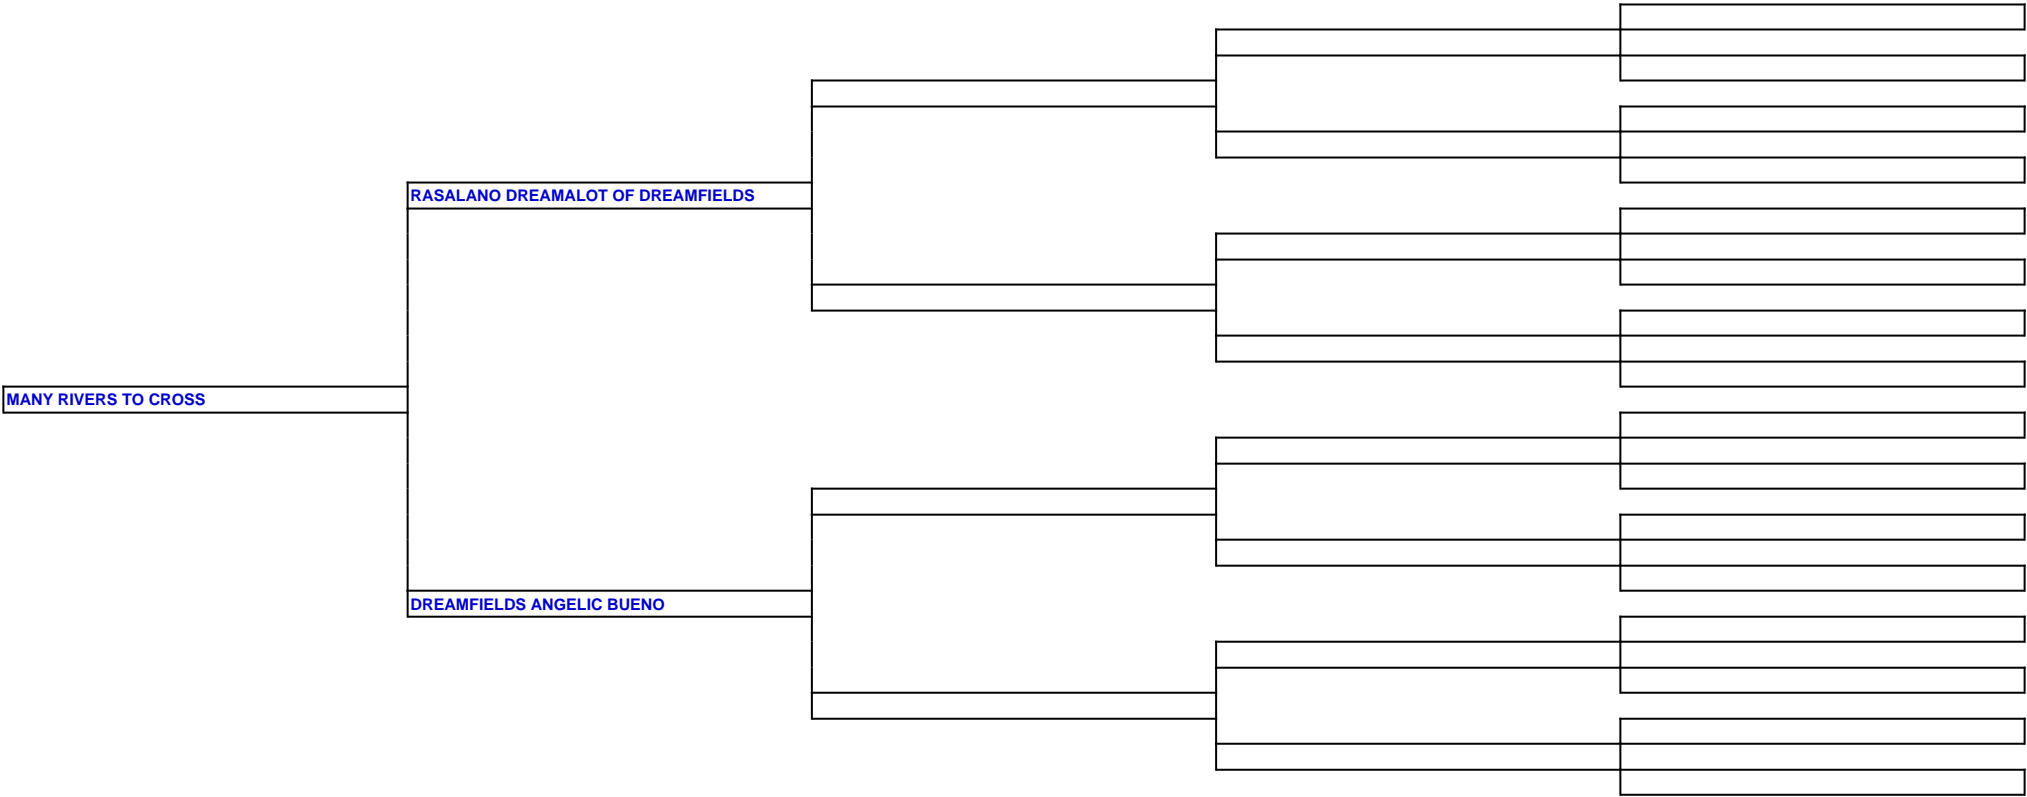 RASALANO DREAMALOT OF DREAMFIELDS
MANY RIVERS TO CROSS
DREAMFIELDS ANGELIC BUENO